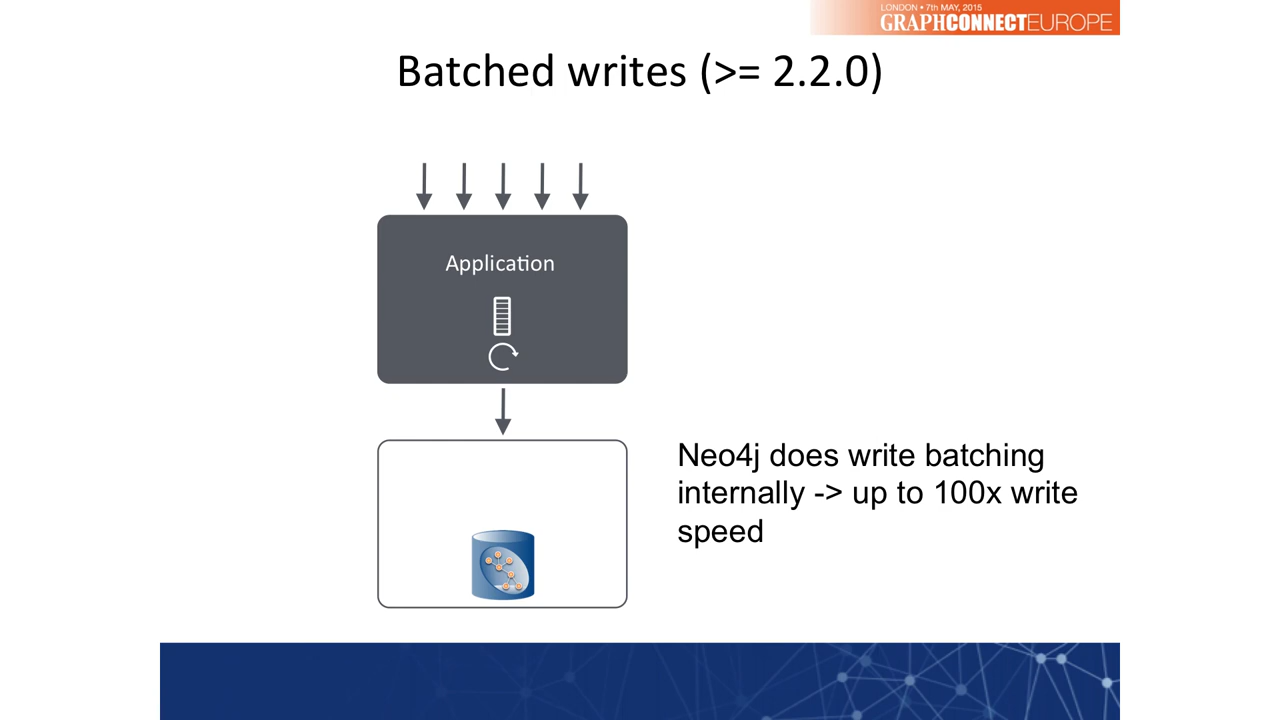 LONDON • 7th MAY, 2015
GRAPHCONNECTEUROPE
Batched writes (>= 2.2.0)
Application
Neo4j does write batching
internally -> up to 100x write
speed